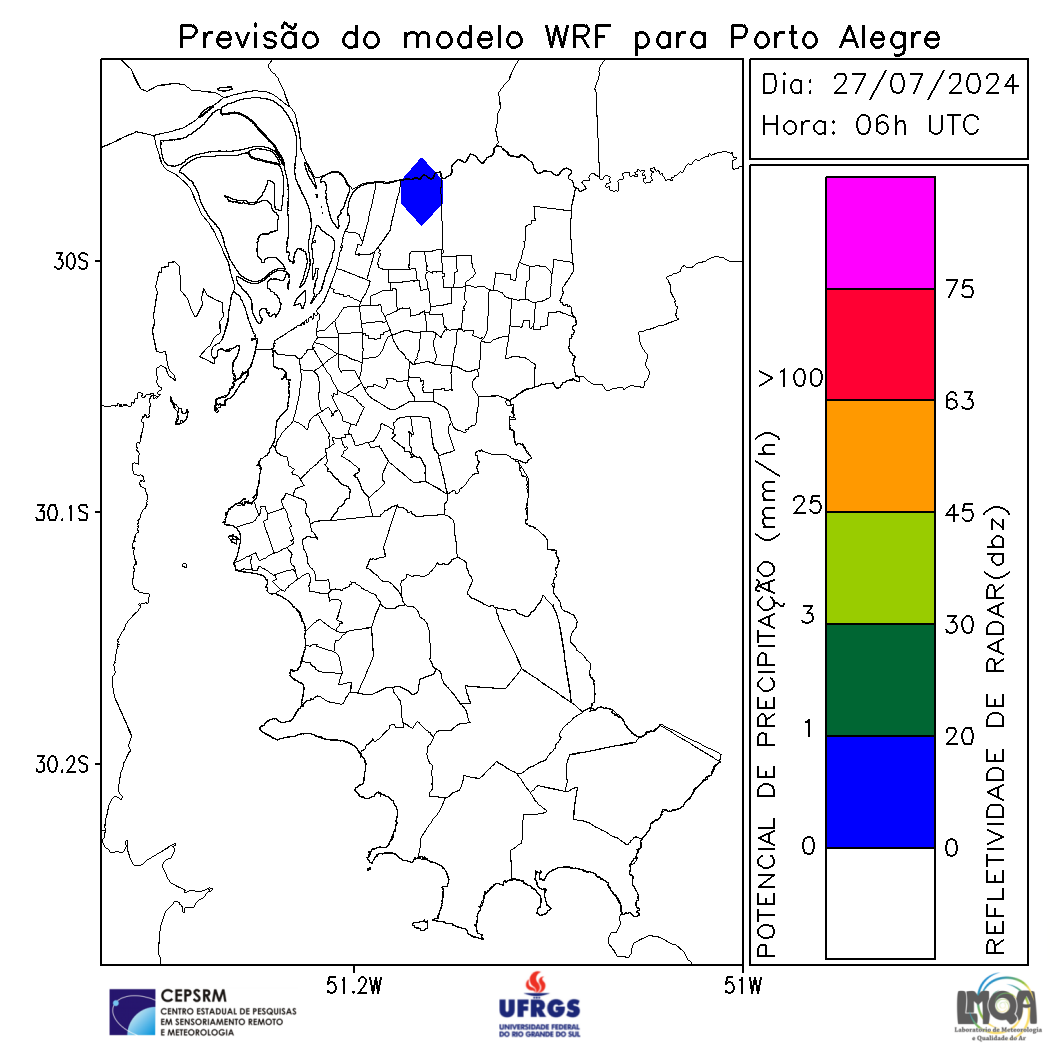 Previsão do modelo WRF para Porto Alegre
Dia: 27/07/2024
Hora: 06h UTC
30S
30.1S
30.2S
51.2W
51W
POTENCIAL DE PRECIPITAÇÃO (mm/h)
>100
25
3
1
0
75
63
45
30
20
0
REFLETIVIDADE DE RADAR(dbz)
CEPSRM
CENTRO ESTADUAL DE PESQUISAS
EM SENSORIAMENTO REMOTO
E METEOROLOGIA
UFRGS
UNIVERSIDADE FEDERAL
DO RIO GRANDE DO SUL
LMQA
Laboratório de Meteorologia
e Qualidade do Ar